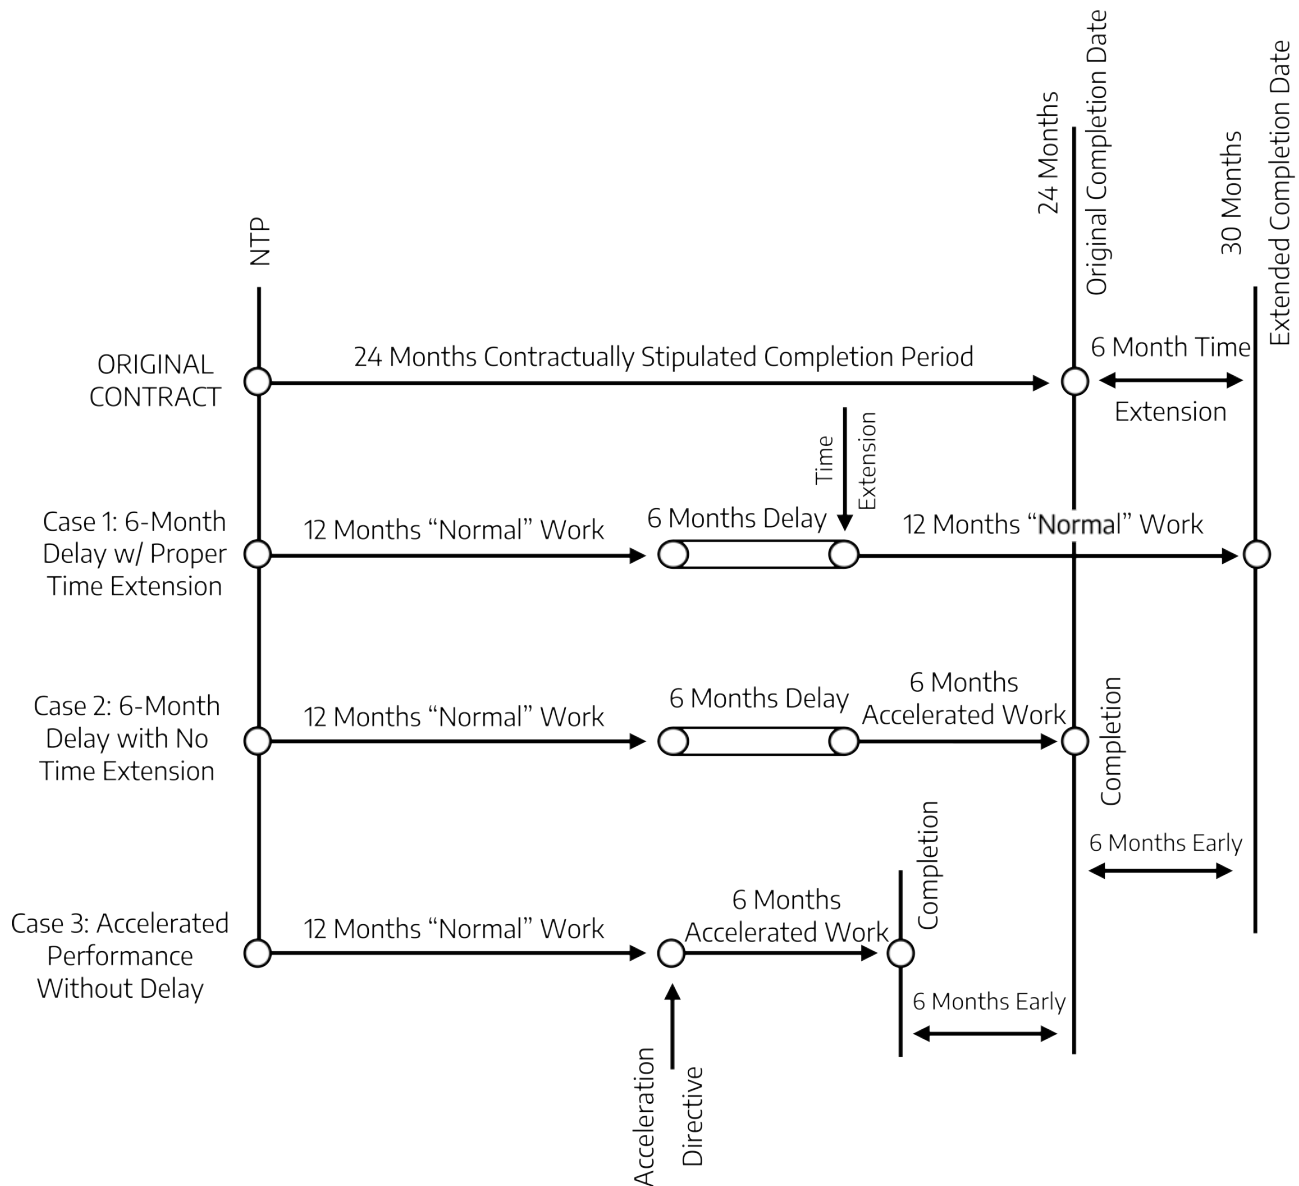 24 Months
Original Completion Date
30 Months
Extended Completion Date
NTP
ORIGINAL
CONTRACT
24 Months Contractually Stipulated Completion Period
6 Month Time
Extension
Time
Extension
Case 1: 6-Month
Delay w/ Proper
Time Extension
12 Months “Normal” Work
6 Months Delay
12 Months “Normal” Work
Case 2: 6-Month
Delay with No
Time Extension
12 Months “Normal” Work
6 Months Delay
6 Months
Accelerated Work
Completion
6 Months Early
Case 3: Accelerated
Performance
Without Delay
12 Months “Normal” Work
6 Months
Accelerated Work
Completion
6 Months Early
Acceleration
Directive